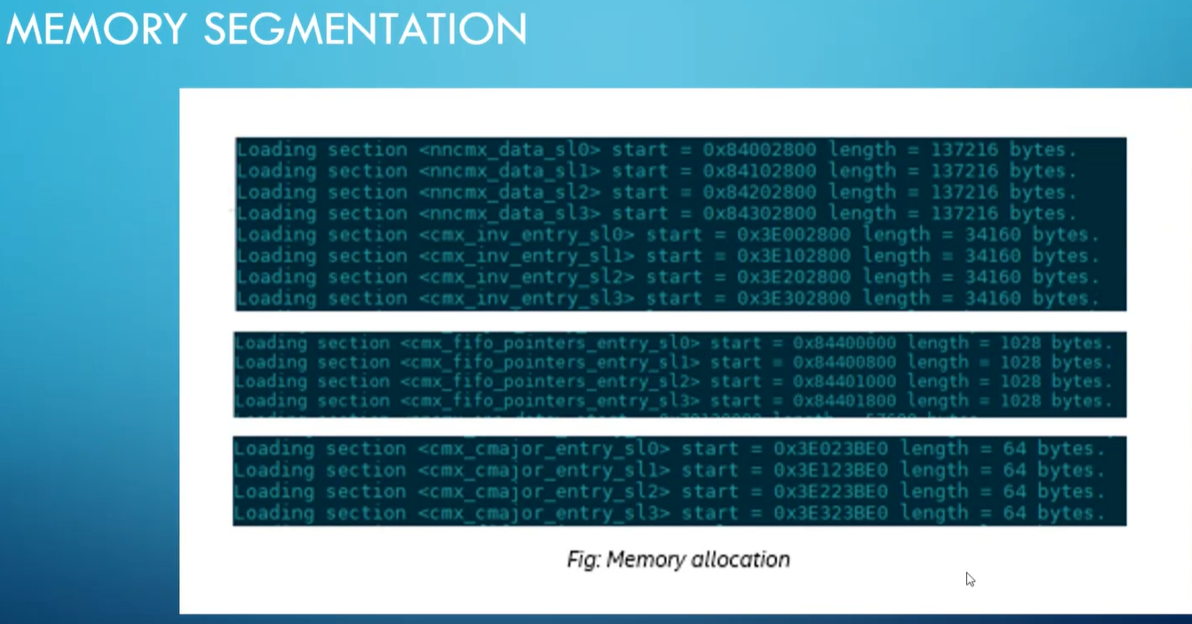 MEMORY SEGMENTATION
Loading section <nncmx_data_sl0> start = 0x84002800 length = 137216 bytes.
Loading section <nncmx_data_sl1> start = 0x84102800 length = 137216 bytes.
Loading section <nncmx_data_sl2> start = 0x84202800 length = 137216 bytes.
Loading section <nncmx_data_sl3> start = 0x84302800 length = 137216 bytes.
Loading section <cmx_inv_entry_sl0> start = 0x3E002800 length = 34160 bytes.
Loading section <cmx_inv_entry_sl1> start = 0x3E102800 length = 34160 bytes.
Loading section <cmx_inv_entry_sl2> start = 0x3E202800 length = 34160 bytes.
Loading section <cmx_inv_entry_sl3> start = 0x3E302800 length = 34160 bytes.
Loading section <cmx_fifo_pointers_entry_sl0> start = 0x84400000 length = 1028 bytes.
Loading section <cmx_fifo_pointers_entry_sl1> start = 0x84400800 length = 1028 bytes.
Loading section <cmx_fifo_pointers_entry_sl2> start = 0x84401000 length = 1028 bytes.
Loading section <cmx_fifo_pointers_entry_sl3> start = 0x84401800 length = 1028 bytes.
Loading section <cmx_cmajor_entry_sl0> start = 0x3E023BE0 length = 64 bytes.
Loading section <cmx_cmajor_entry_sl1> start = 0x3E123BE0 length = 64 bytes.
Loading section <cmx_cmajor_entry_sl2> start = 0x3E223BE0 length = 64 bytes.
Loading section <cmx_cmajor_entry_sl3> start = 0x3E323BE0 length = 64 bytes.
Fig: Memory allocation